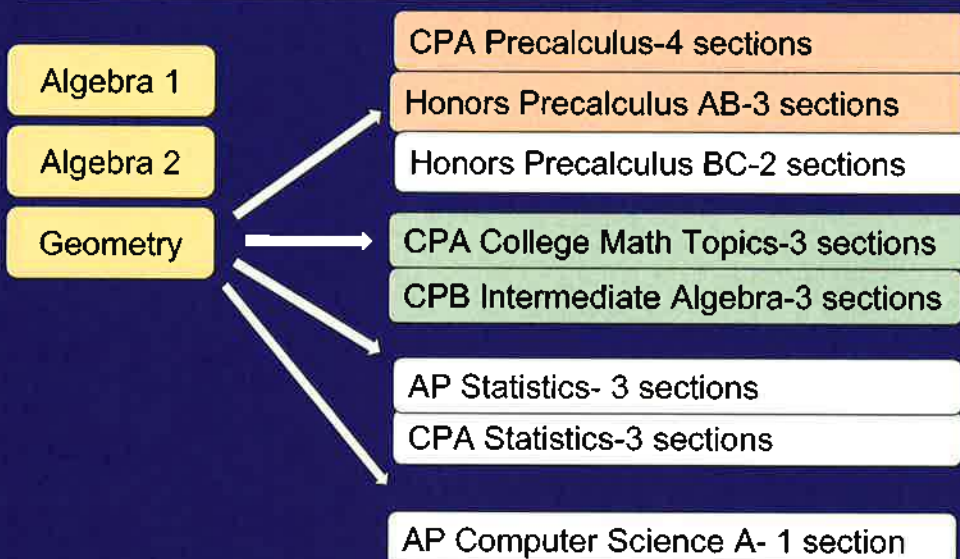 Algebra 1
Algebra 2
Geometry
CPA Precalculus-4 sections
Honors Precalculus AB-3 sections
Honors Precalculus BC-2 sections
CPA College Math Topics-3 sections
CPB Intermediate Algebra-3 sections
AP Statistics- 3 sections
CPA Statistics-3 sections
AP Computer Science A- 1 section